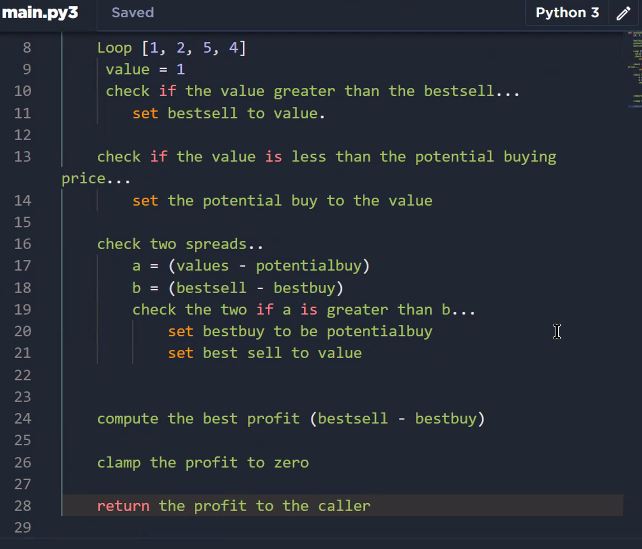 main.py3 Saved Python 3
8 Loop [1, 2, 5, 4]
9 value = 1
10 check if the value greater than the bestsell...
11 set bestsell to value.
12
13 check if the value is less than the potential buying
price...
14 set the potential buy to the value
15
16 check two spreads..
17 a = (values - potentialbuy)
18 b = (bestsell - bestbuy)
19 check the two if a is greater than b...
20 set bestbuy to be potentialbuy
21 set best sell to value
22
23
24 compute the best profit (bestsell - bestbuy)
25
26 clamp the profit to zero
27
28 return the profit to the caller
29